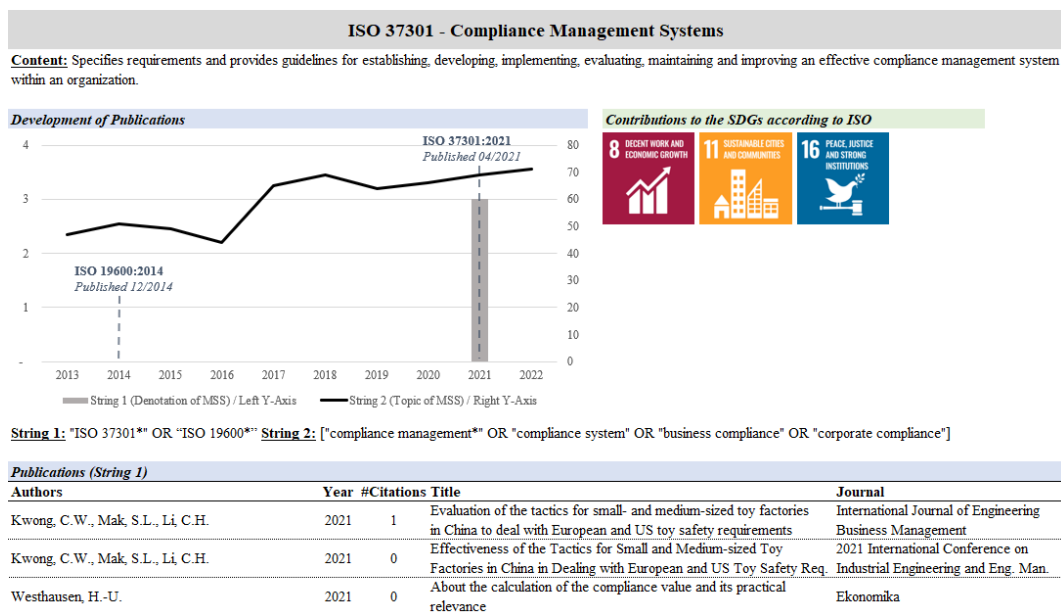 ISO 37301 - Compliance Management Systems
Content: Specifies requirements and provides guidelines for establishing, developing, implementing, evaluating, maintaining and improving an effective compliance management system
within an organization.
Development of Publications
Contributions to the SDGs according to ISO
4
3
2
1
-
ISO 37301:2021
Published 04/2021
ISO 19600:2014
Published 12/2014
80
70
60
50
40
30
20
10
0
2013 2014 2015 2016 2017 2018 2019 2020 2021 2022
String 1 (Denotation of MSS) / Left Y-Axis
String 2 (Topic of MSS) / Right Y-Axis
8 DECENT WORK AND
ECONOMIC GROWTH
11 SUSTAINABLE CITIES
AND COMMUNITIES
16 PEACE, JUSTICE
AND STRONG
INSTITUTIONS
String 1: "ISO 37301*" OR “ISO 19600*” String 2: ["compliance management*" OR "compliance system" OR "business compliance" OR "corporate compliance"]
Publications (String 1)
Authors Year #Citations Title Journal
Kwong, C.W., Mak, S.L., Li, C.H. 2021 1 Evaluation of the tactics for small- and medium-sized toy factories International Journal of Engineering
in China to deal with European and US toy safety requirements Business Management
Kwong, C.W., Mak, S.L., Li, C.H. 2021 0 Effectiveness of the Tactics for Small and Medium-sized Toy 2021 International Conference on
Factories in China in Dealing with European and US Toy Safety Req. Industrial Engineering and Eng. Man.
Westhausen, H.-U. 2021 0 About the calculation of the compliance value and its practical Ekonomika
relevance